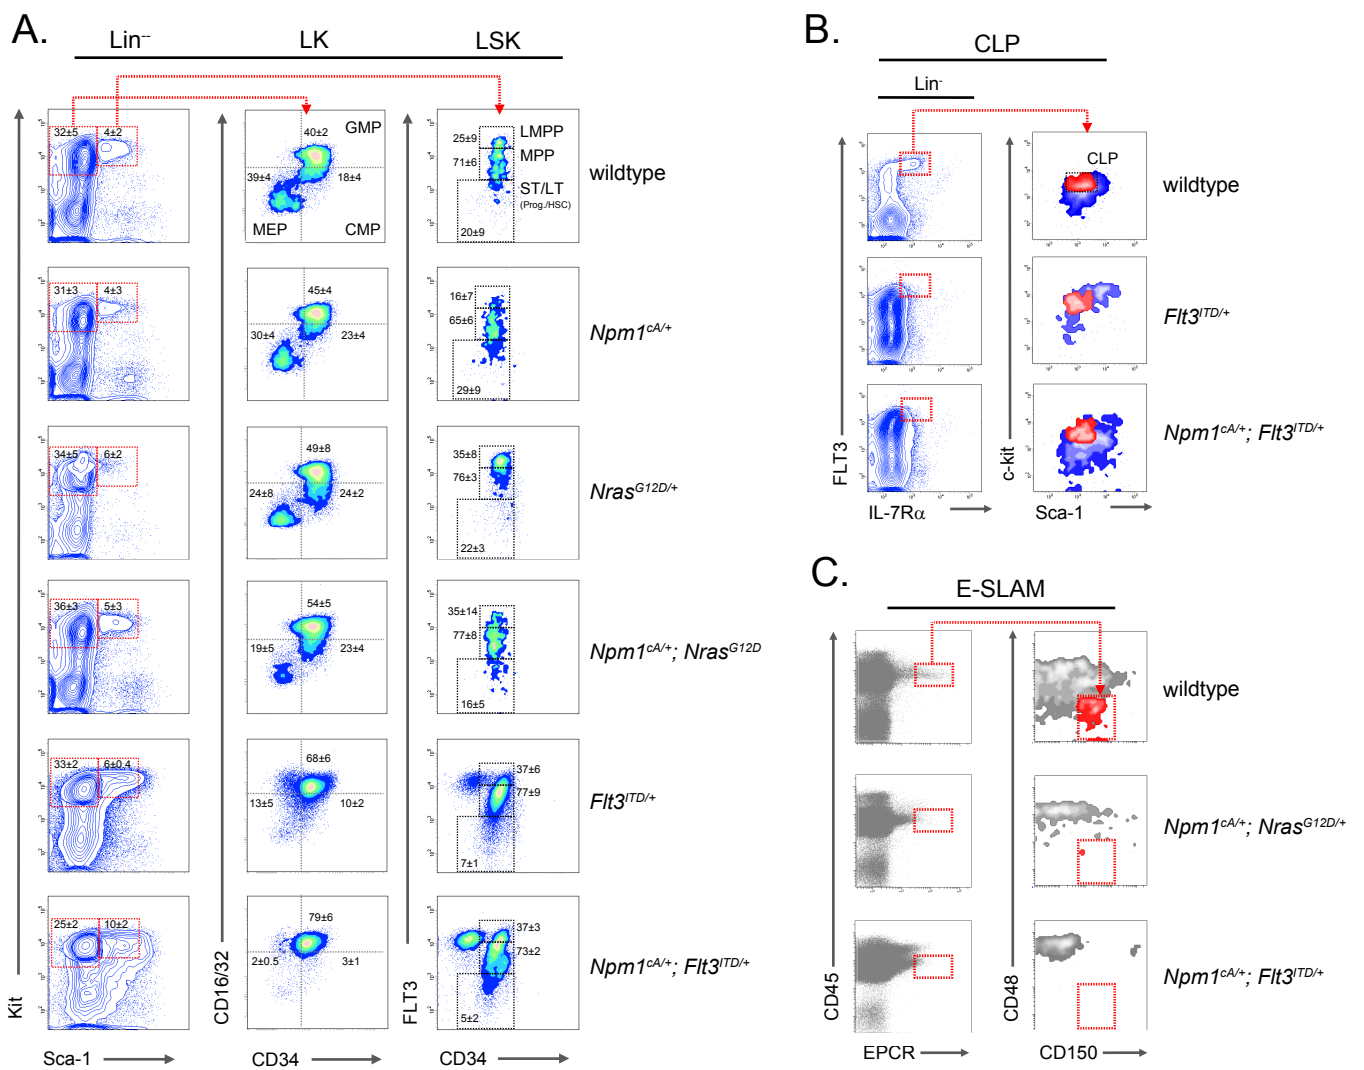 A.
Lin--
LK
LSK
32±5
4±2
40±2
GMP
39±4
18±4
MEP
CMP
25±9
LMPP
71±6
MPP
ST/LT
(Prog./HSC)
20±9
wildtype
31±3
4±3
45±4
30±4
23±4
16±7
65±6
29±9
Npm1cA/+
34±5
6±2
49±8
24±8
24±2
35±8
76±3
22±3
NrasG12D/+
36±3
5±3
54±5
19±5
23±4
35±14
77±8
16±5
Npm1cA/+; NrasG12D
33±2
6±0.4
68±6
13±5
10±2
37±6
77±9
7±1
Flt3ITD/+
25±2
10±2
79±6
2±0.5
3±1
37±3
73±2
5±2
Npm1cA/+; Flt3ITD/+
Kit
CD16/32
FLT3
Sca-1
CD34
CD34
B.
CLP
Lin-
CLP
wildtype
Flt3ITD/+
Npm1cA/+; Flt3ITD/+
FLT3
c-kit
IL-7Rα
Sca-1
C.
E-SLAM
wildtype
Npm1cA/+; NrasG12D/+
Npm1cA/+; Flt3ITD/+
CD45
CD48
EPCR
CD150